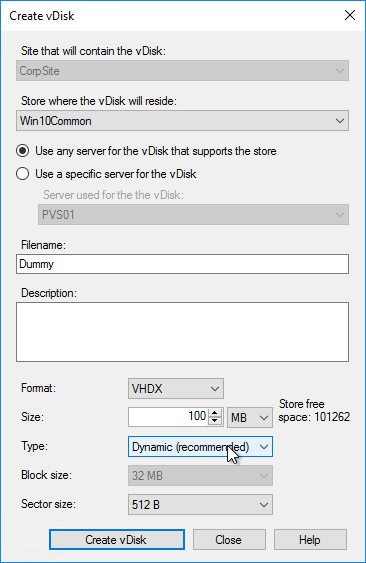 Create vDisk
Site that will contain the vDisk:
CorpSite
Store where the vDisk will reside:
Win10Common
Use any server for the vDisk that supports the store
Use a specific server for the vDisk
Server used for the the vDisk:
PVS01
Filename:
Dummy
Description:
Format: VHDX
Size: 100 MB Store free
space: 101262
Type: Dynamic (recommended)
Block size: 32 MB
Sector size: 512 B
Create vDisk Close Help